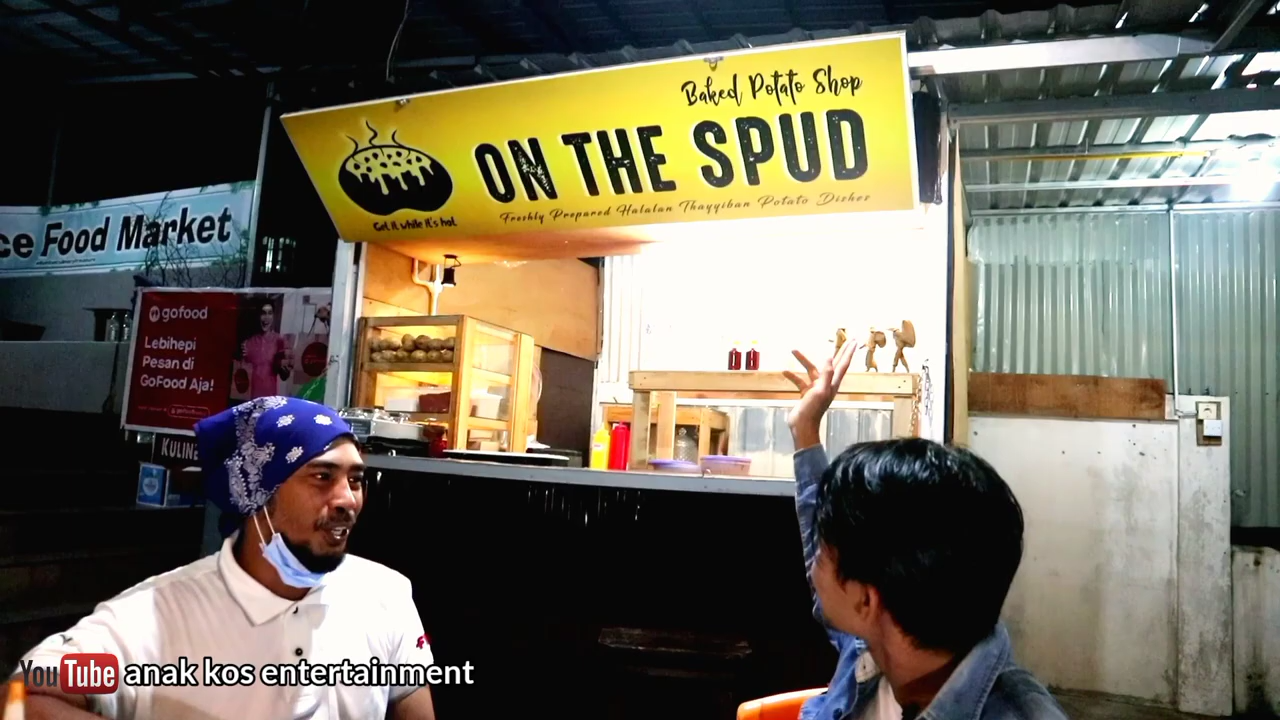 Baked Potato Shop
ON THE SPUD
Freshly Prepared Halalan Thayyiban Potato Dishes
Get it while it's hot.
ce Food Market
gofood
Lebihepi
Pesan di
GoFood Aja!
KULINE
YouTube anak kos entertainment